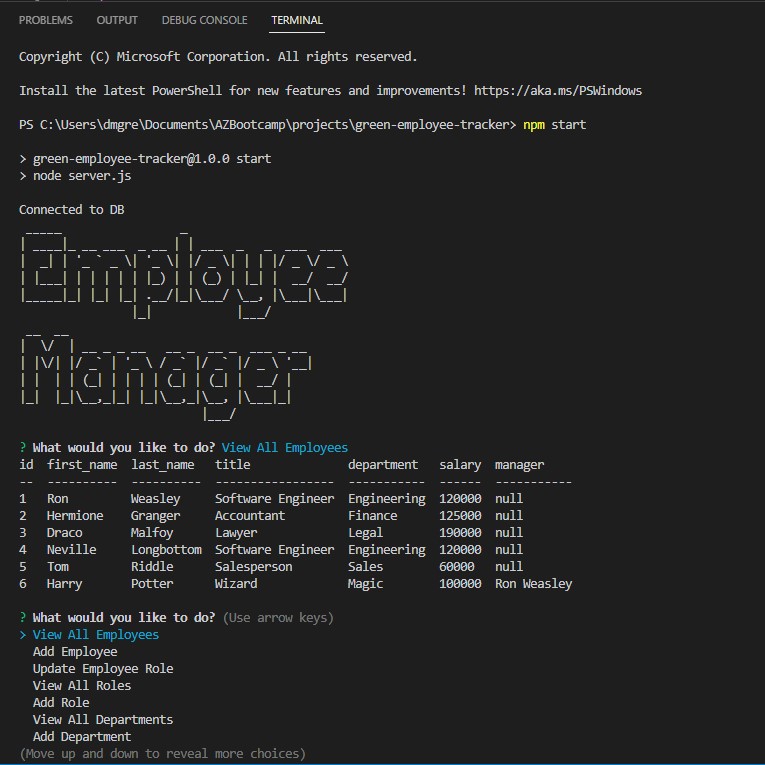 PROBLEMS OUTPUT DEBUG CONSOLE TERMINAL
Copyright (C) Microsoft Corporation. All rights reserved.
Install the latest PowerShell for new features and improvements! https://aka.ms/PSWindows
PS C:\Users\dmgre\Documents\AZBootcamp\projects\green-employee-tracker> npm start
> green-employee-tracker@1.0.0 start
> node server.js
Connected to DB
Employee
Manager
? What would you like to do? View All Employees
id first_name last_name title department salary manager
-- ---------- ---------- ----------------- ----------- ------ -----------
1 Ron Weasley Software Engineer Engineering 120000 null
2 Hermione Granger Accountant Finance 125000 null
3 Draco Malfoy Lawyer Legal 190000 null
4 Neville Longbottom Software Engineer Engineering 120000 null
5 Tom Riddle Salesperson Sales 60000 null
6 Harry Potter Wizard Magic 100000 Ron Weasley
? What would you like to do? (Use arrow keys)
> View All Employees
Add Employee
Update Employee Role
View All Roles
Add Role
View All Departments
Add Department
(Move up and down to reveal more choices)